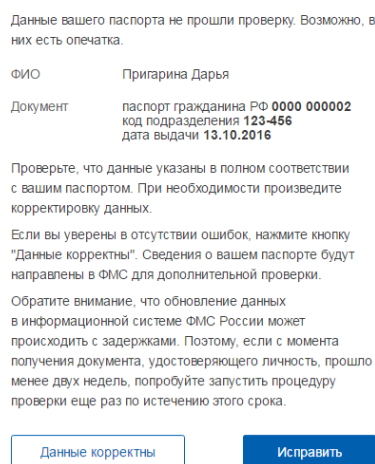 Данные вашего паспорта не прошли проверку. Возможно, в
них есть опечатка.
ФИО Пригарина Дарья
Документ паспорт гражданина РФ 0000 000002
код подразделения 123-456
дата выдачи 13.10.2016
Проверьте, что данные указаны в полном соответствии
с вашим паспортом. При необходимости произведите
корректировку данных.
Если вы уверены в отсутствии ошибок, нажмите кнопку
"Данные корректны". Сведения о вашем паспорте будут
направлены в ФМС для дополнительной проверки.
Обратите внимание, что обновление данных
в информационной системе ФМС России может
происходить с задержками. Поэтому, если с момента
получения документа, удостоверяющего личность, прошло
менее двух недель, попробуйте запустить процедуру
проверки еще раз по истечению этого срока.
Данные корректны Исправить